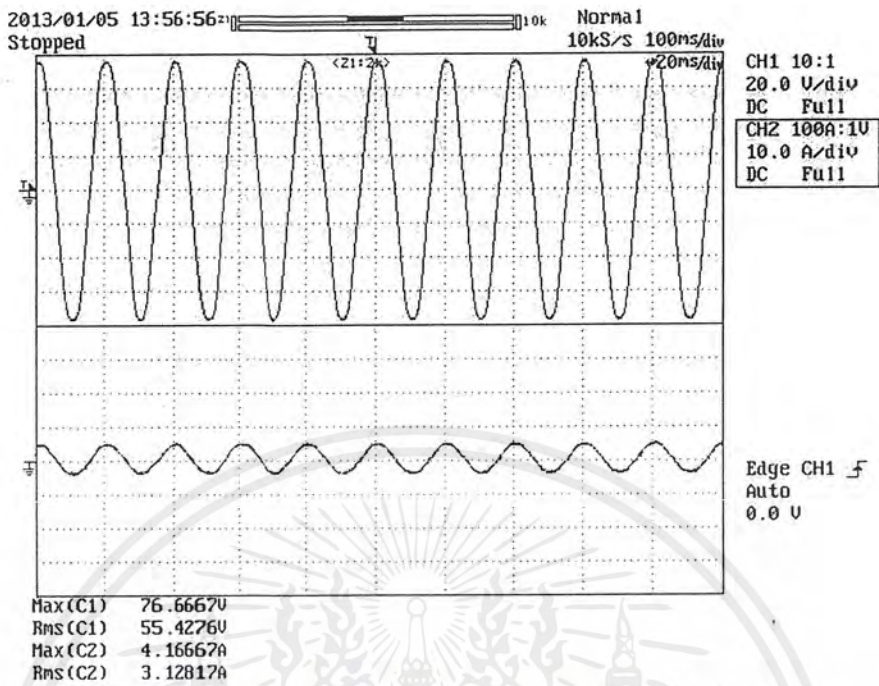 2013/01/05 13:56:56
10k
Normal
Stopped
10kS/s 100ms/div
<Z1:2k>
20ms/div
CH1 10:1
20.0 V/div
DC Full
CH2 100A:1V
10.0 A/div
DC Full
Edge CH1
Auto
0.0 V
Max(C1) 76.6667V
Rms(C1) 55.4276V
Max(C2) 4.16667A
Rms(C2) 3.12817A